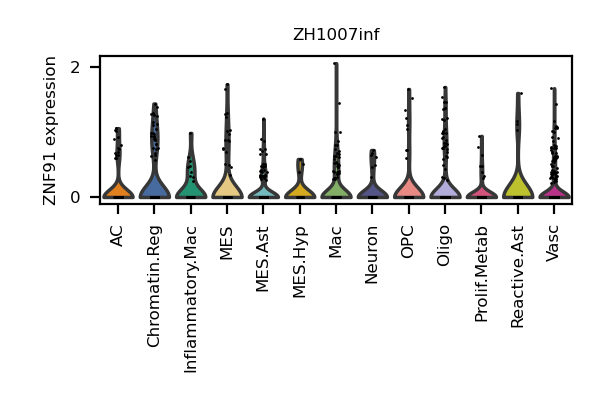 ZH1007inf
ZNF91 expression
2
0
AC
Chromatin.Reg
Inflammatory.Mac
MES
MES.Ast
MES.Hyp
Mac
Neuron
OPC
Oligo
Prolif.Metab
Reactive.Ast
Vasc